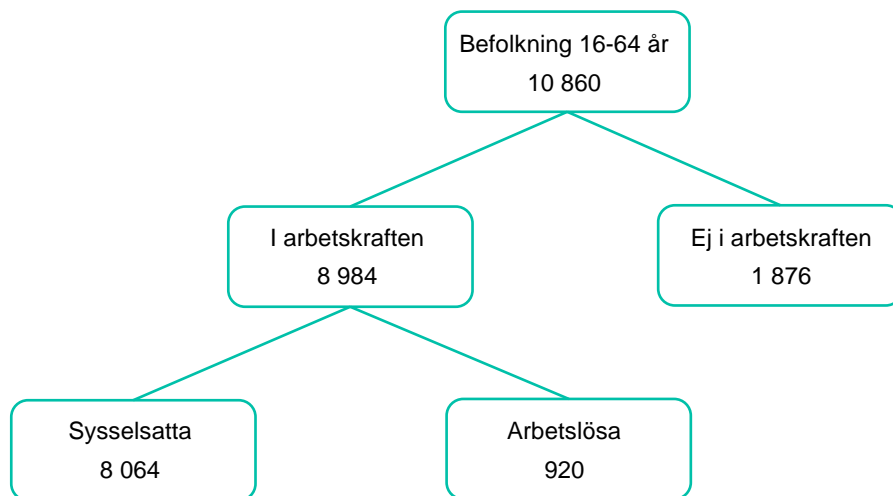 Befolkning 16-64 år
10 860
I arbetskraften
8 984
Ej i arbetskraften
1 876
Sysselsatta
8 064
Arbetslösa
920